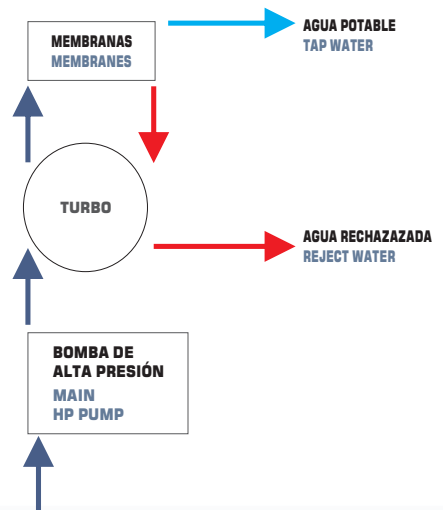 MEMBRANAS
MEMBRANES
AGUA POTABLE
TAP WATER
TURBO
AGUA RECHAZAZADA
REJECT WATER
BOMBA DE
ALTA PRESIÓN
MAIN
HP PUMP